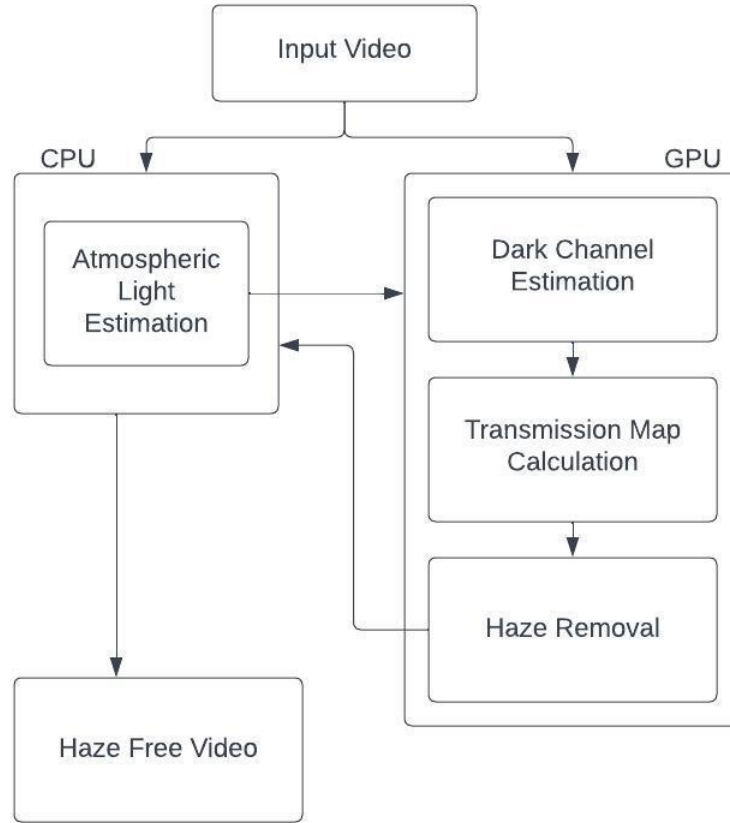 Input Video
CPU
GPU
Atmospheric
Light
Estimation
Dark Channel
Estimation
Transmission Map
Calculation
Haze Removal
Haze Free Video